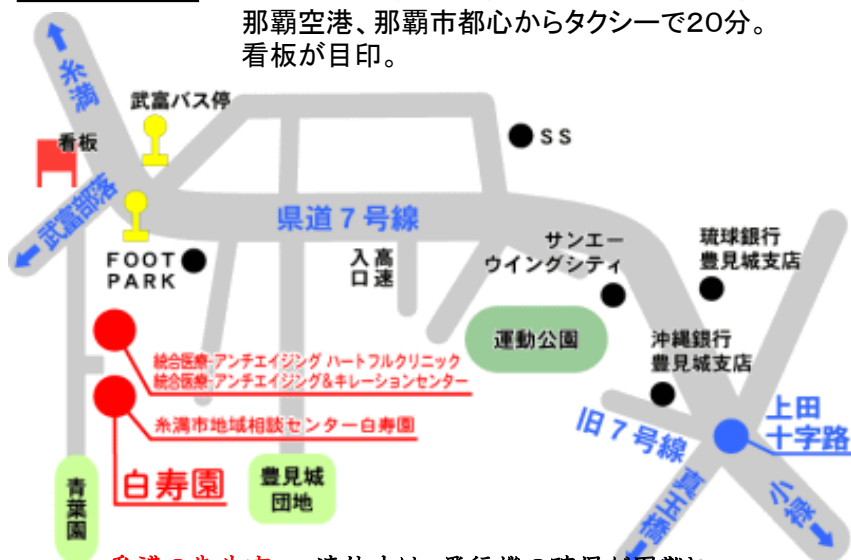 那覇空港、那覇市都心からタクシーで20分。
看板が目印。
糸満
武富バス停
看板
SS
武富部落
県道7号線
FOOT
PARK
高速
入口
サンエー
ウイングシティ
琉球銀行
豊見城支店
運動公園
沖縄銀行
豊見城支店
統合医療・アンチエイジング ハートフルクリニック
統合医療・アンチエイジング&キレーションセンター
糸満市地域相談センター白寿園
白寿園
上田
十字路
旧7号線
真玉橋
小禄
青葉園
豊見城
団地